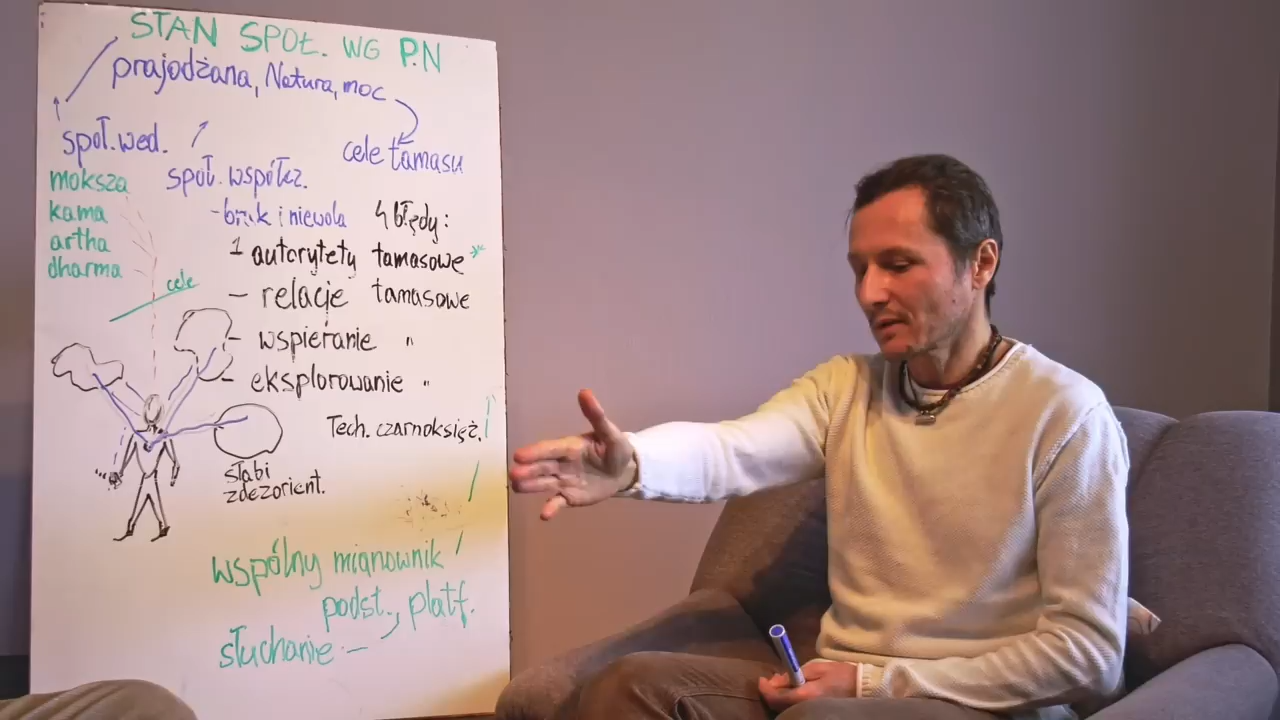 STAN SPOŁ. WG P.N
prajodżana, Natura, moc
społ. wed.
cele tamasu
moksza
kama
artha
dharma
społ. współcz.
- brak i niewola
4 błędy:
1 autorytety tamasowe
- relacje tamasowe
- wspieranie "
- eksplorowanie "
cele
Tech. czarnoksięż.
słabi
zdezorient.
wspólny mianownik
podst., platf.
słuchanie -